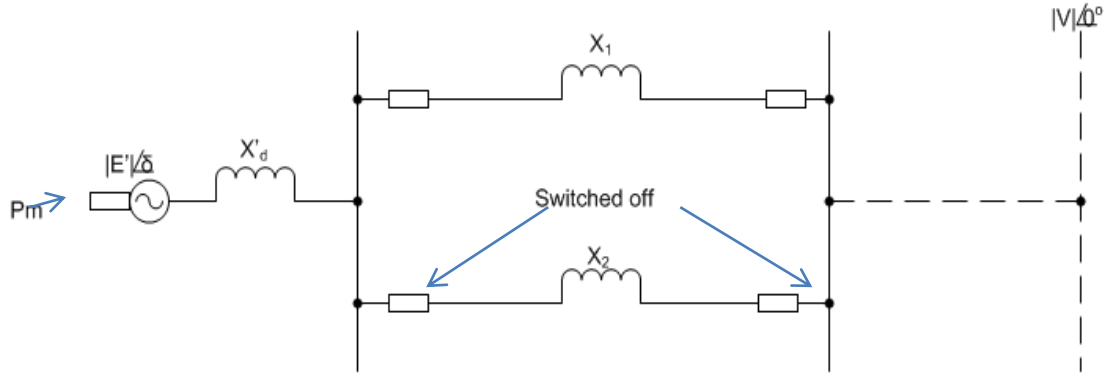 |V|∠0°
X₁
|E'|∠δ
X'd
Pm
Switched off
X₂